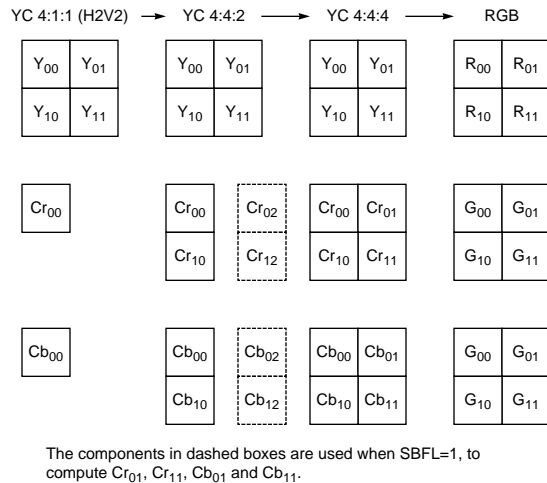 YC 4:1:1 (H2V2) → YC 4:4:2 → YC 4:4:4 → RGB
Y00 Y01 Y00 Y01 Y00 Y01 R00 R01
Y10 Y11 Y10 Y11 Y10 Y11 R10 R11
Cr00 Cr00 Cr02 Cr00 Cr01 G00 G01
Cr10 Cr12 Cr10 Cr11 G10 G11
Cb00 Cb00 Cb02 Cb00 Cb01 G00 G01
Cb10 Cb12 Cb10 Cb11 G10 G11
The components in dashed boxes are used when SBFL=1, to
compute Cr01, Cr11, Cb01 and Cb11.